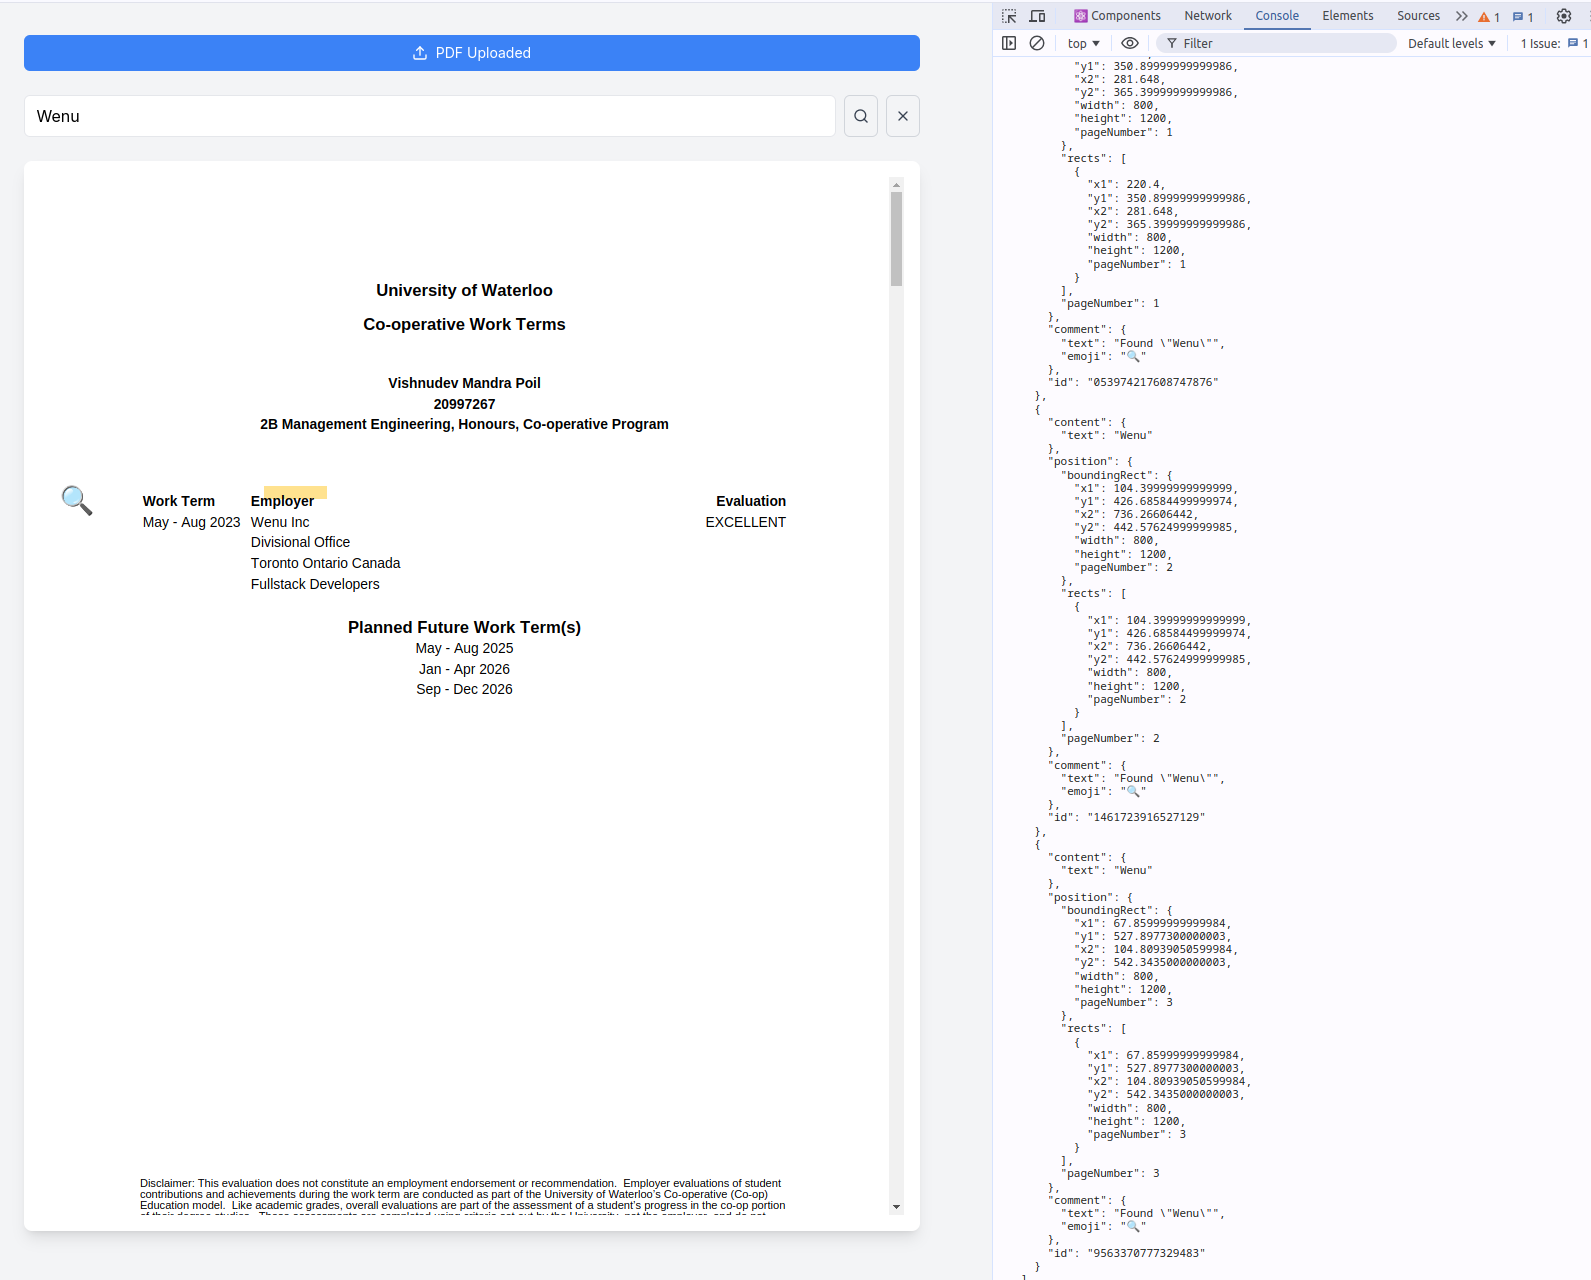 PDF Uploaded
Wenu
University of Waterloo
Co-operative Work Terms
Vishnudev Mandra Poil
20997267
2B Management Engineering, Honours, Co-operative Program
Work Term Employer Evaluation
May - Aug 2023 Wenu Inc EXCELLENT
Divisional Office
Toronto Ontario Canada
Fullstack Developers
Planned Future Work Term(s)
May - Aug 2025
Jan - Apr 2026
Sep - Dec 2026
Disclaimer: This evaluation does not constitute an employment endorsement or recommendation. Employer evaluations of student
contributions and achievements during the work term are conducted as part of the University of Waterloo's Co-operative (Co-op)
Education model. Like academic grades, overall evaluations are part of the assessment of a student's progress in the co-op portion
Components Network Console Elements Sources 1 1
top Filter Default levels 1 Issue: 1
"y1": 350.89999999999986,
"x2": 281.648,
"y2": 365.39999999999986,
"width": 800,
"height": 1200,
"pageNumber": 1
},
"rects": [
{
"x1": 220.4,
"y1": 350.89999999999986,
"x2": 281.648,
"y2": 365.39999999999986,
"width": 800,
"height": 1200,
"pageNumber": 1
}
],
"pageNumber": 1
},
"comment": {
"text": "Found \"Wenu\"",
"emoji": "🔍"
},
"id": "053974217608747876"
},
{
"content": {
"text": "Wenu"
},
"position": {
"boundingRect": {
"x1": 104.39999999999999,
"y1": 426.68584499999974,
"x2": 736.26606442,
"y2": 442.57624999999985,
"width": 800,
"height": 1200,
"pageNumber": 2
},
"rects": [
{
"x1": 104.39999999999999,
"y1": 426.68584499999974,
"x2": 736.26606442,
"y2": 442.57624999999985,
"width": 800,
"height": 1200,
"pageNumber": 2
}
],
"pageNumber": 2
},
"comment": {
"text": "Found \"Wenu\"",
"emoji": "🔍"
},
"id": "1461723916527129"
},
{
"content": {
"text": "Wenu"
},
"position": {
"boundingRect": {
"x1": 67.85999999999984,
"y1": 527.8977300000003,
"x2": 104.80939050599984,
"y2": 542.3435000000003,
"width": 800,
"height": 1200,
"pageNumber": 3
},
"rects": [
{
"x1": 67.85999999999984,
"y1": 527.8977300000003,
"x2": 104.80939050599984,
"y2": 542.3435000000003,
"width": 800,
"height": 1200,
"pageNumber": 3
}
],
"pageNumber": 3
},
"comment": {
"text": "Found \"Wenu\"",
"emoji": "🔍"
},
"id": "9563370777329483"
}